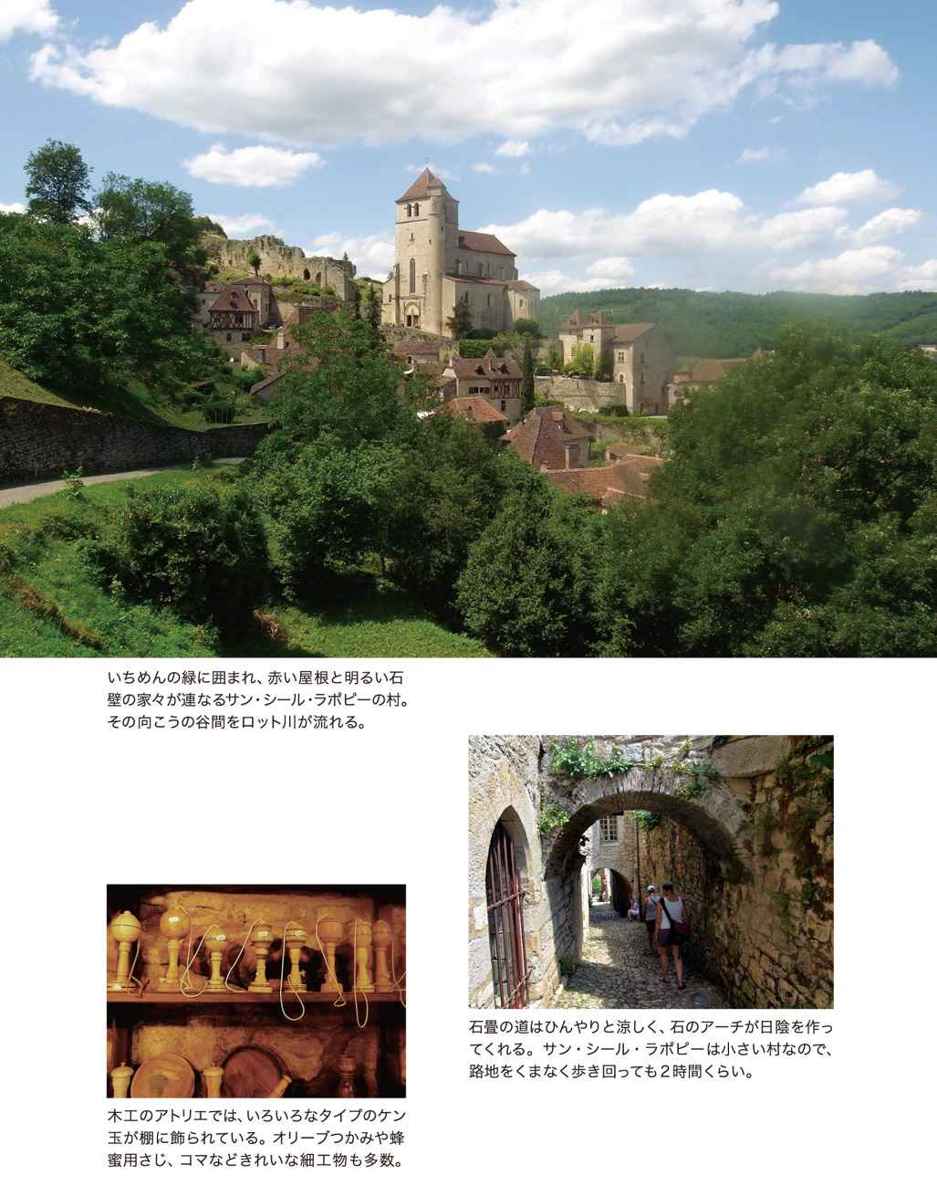 いちめんの緑に囲まれ、赤い屋根と明るい石
壁の家々が連なるサン・シール・ラポピーの村。
その向こうの谷間をロット川が流れる。
石畳の道はひんやりと涼しく、石のアーチが日陰を作っ
てくれる。サン・シール・ラポピーは小さい村なので、
路地をくまなく歩き回っても２時間くらい。
木工のアトリエでは、いろいろなタイプのケン
玉が棚に飾られている。オリーブつかみや蜂
蜜用さじ、コマなどきれいな細工物も多数。